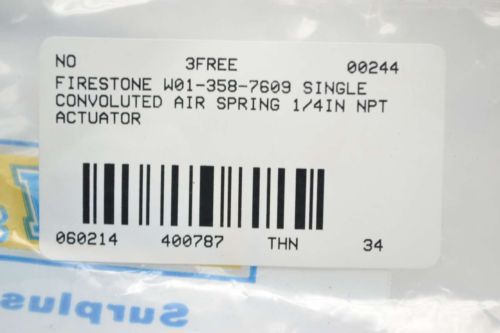 NO 3FREE 00244
FIRESTONE W01-358-7609 SINGLE
CONVOLUTED AIR SPRING 1/4IN NPT
ACTUATOR
060214 400787 THN 34
Surplus